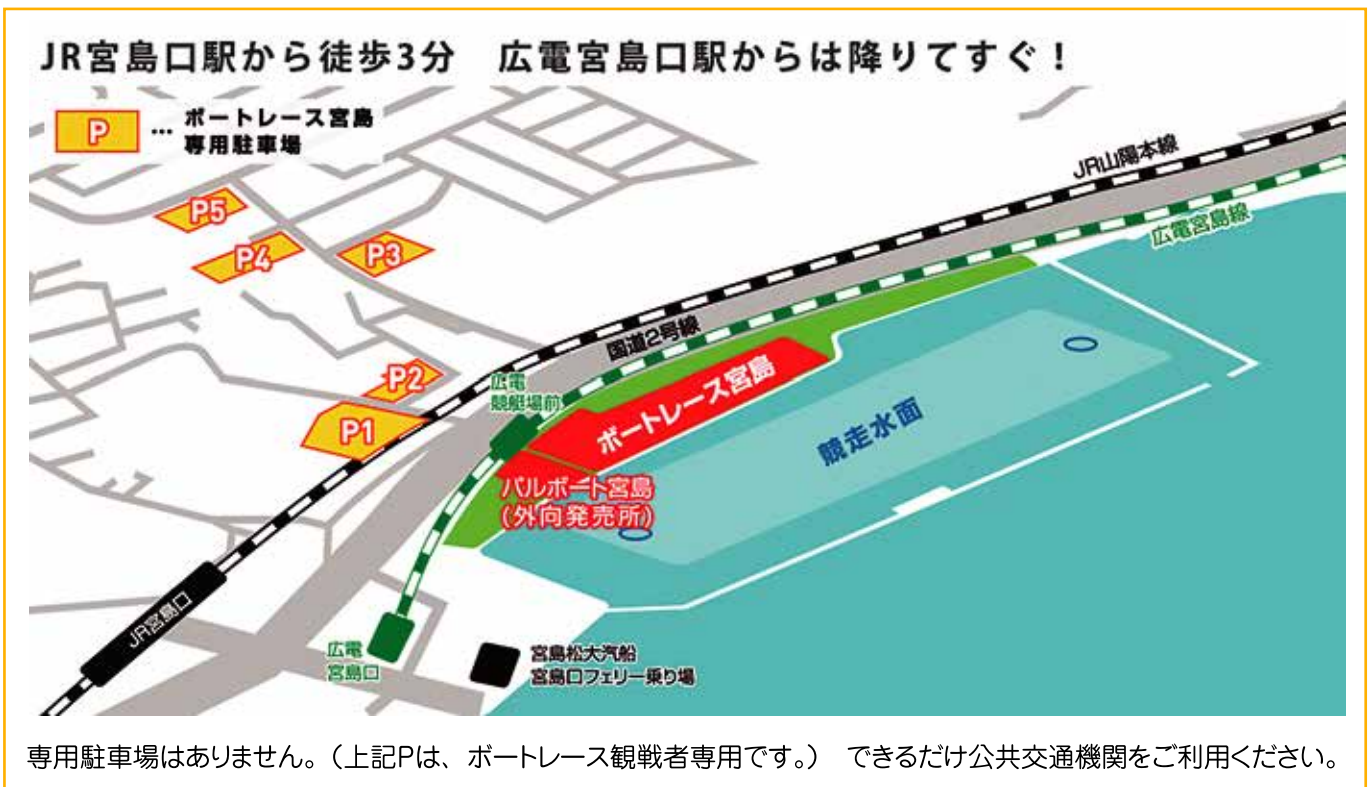 JR宮島口駅から徒歩3分　広電宮島口駅からは降りてすぐ！
P … ボートレース宮島
専用駐車場
JR山陽本線
P5
広電宮島線
P4
P3
国道2号線
P2
広電
競艇場前
ボートレース宮島
P1
競走水面
パルボート宮島
(外向発売所)
JR宮島口
広電
宮島口
宮島松大汽船
宮島口フェリー乗り場
専用駐車場はありません。（上記Pは、ボートレース観戦者専用です。）　できるだけ公共交通機関をご利用ください。